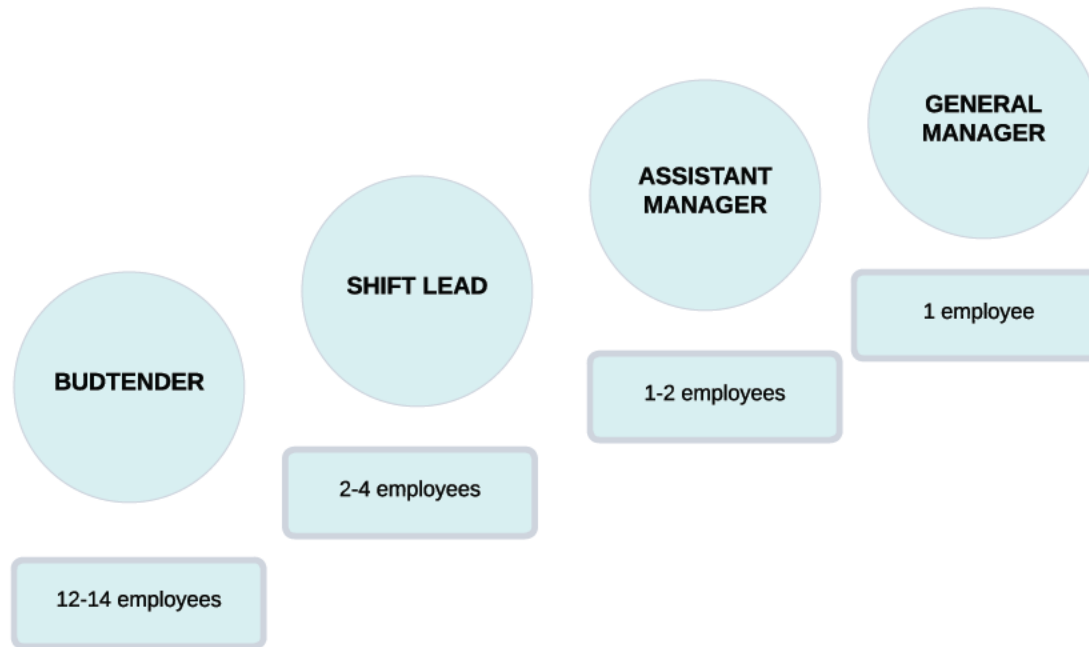 BUDTENDER
12-14 employees
SHIFT LEAD
2-4 employees
ASSISTANT
MANAGER
1-2 employees
GENERAL
MANAGER
1 employee